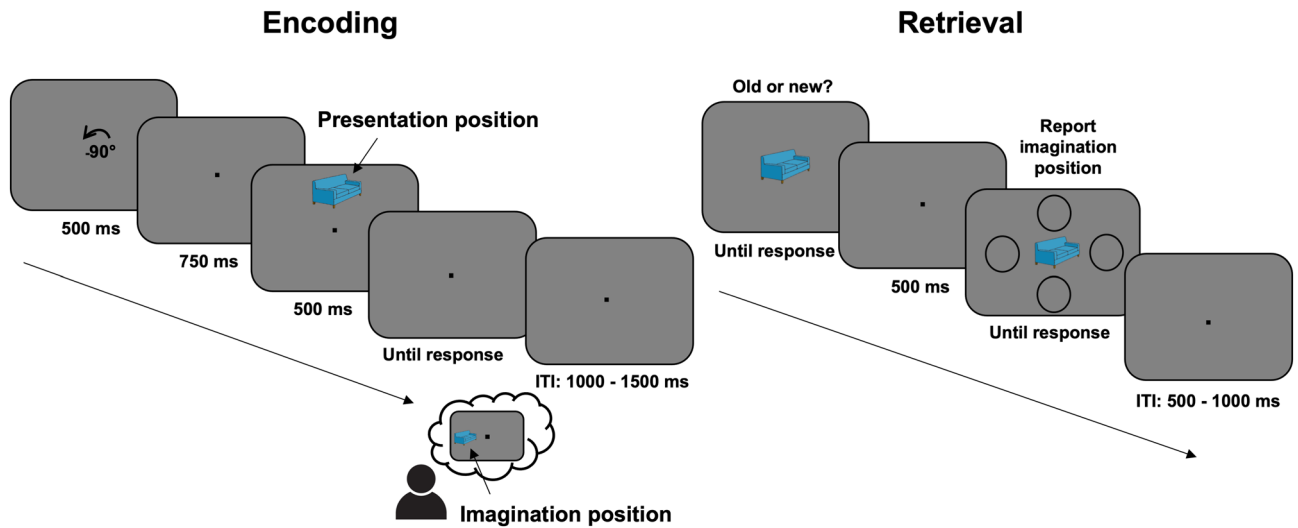 Encoding
-90°
500 ms
750 ms
Presentation position
500 ms
Until response
ITI: 1000 - 1500 ms
Imagination position
Retrieval
Old or new?
Until response
500 ms
Report
imagination
position
Until response
ITI: 500 - 1000 ms